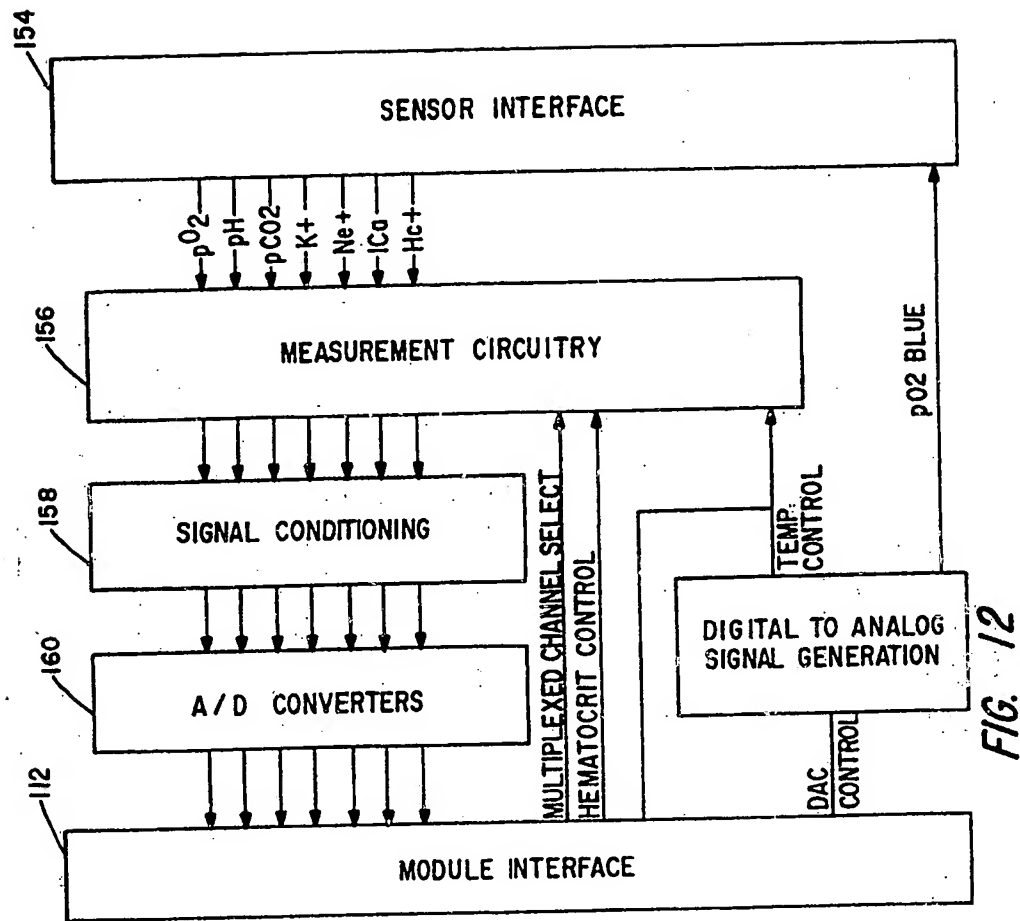 154
SENSOR INTERFACE
pO2
pH
pCO2
K+
Ne+
ICa
Hc+
pO2 BLUE
156
MEASUREMENT CIRCUITRY
158
SIGNAL CONDITIONING
MULTIPLEXED CHANNEL SELECT
HEMATOCRIT CONTROL
TEMP
CONTROL
160
A/D CONVERTERS
DIGITAL TO ANALOG
SIGNAL GENERATION
DAC
CONTROL
112
MODULE INTERFACE
FIG. 12